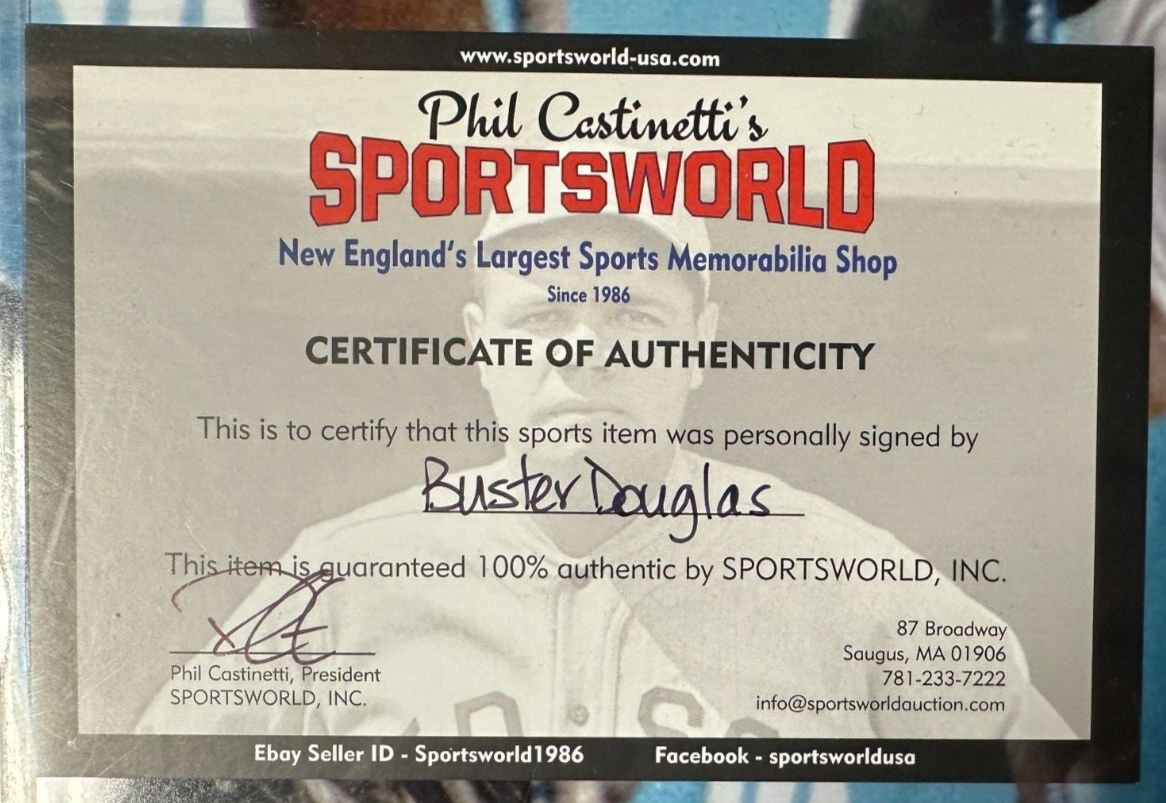 www.sportsworld-usa.com
Phil Castinetti's
SPORTSWORLD
New England's Largest Sports Memorabilia Shop
Since 1986
CERTIFICATE OF AUTHENTICITY
This is to certify that this sports item was personally signed by
Buster Douglas
This item is guaranteed 100% authentic by SPORTSWORLD, INC.
Phil Castinetti, President
SPORTSWORLD, INC.
87 Broadway
Saugus, MA 01906
781-233-7222
info@sportsworldauction.com
Ebay Seller ID - Sportsworld1986 Facebook - sportsworldusa